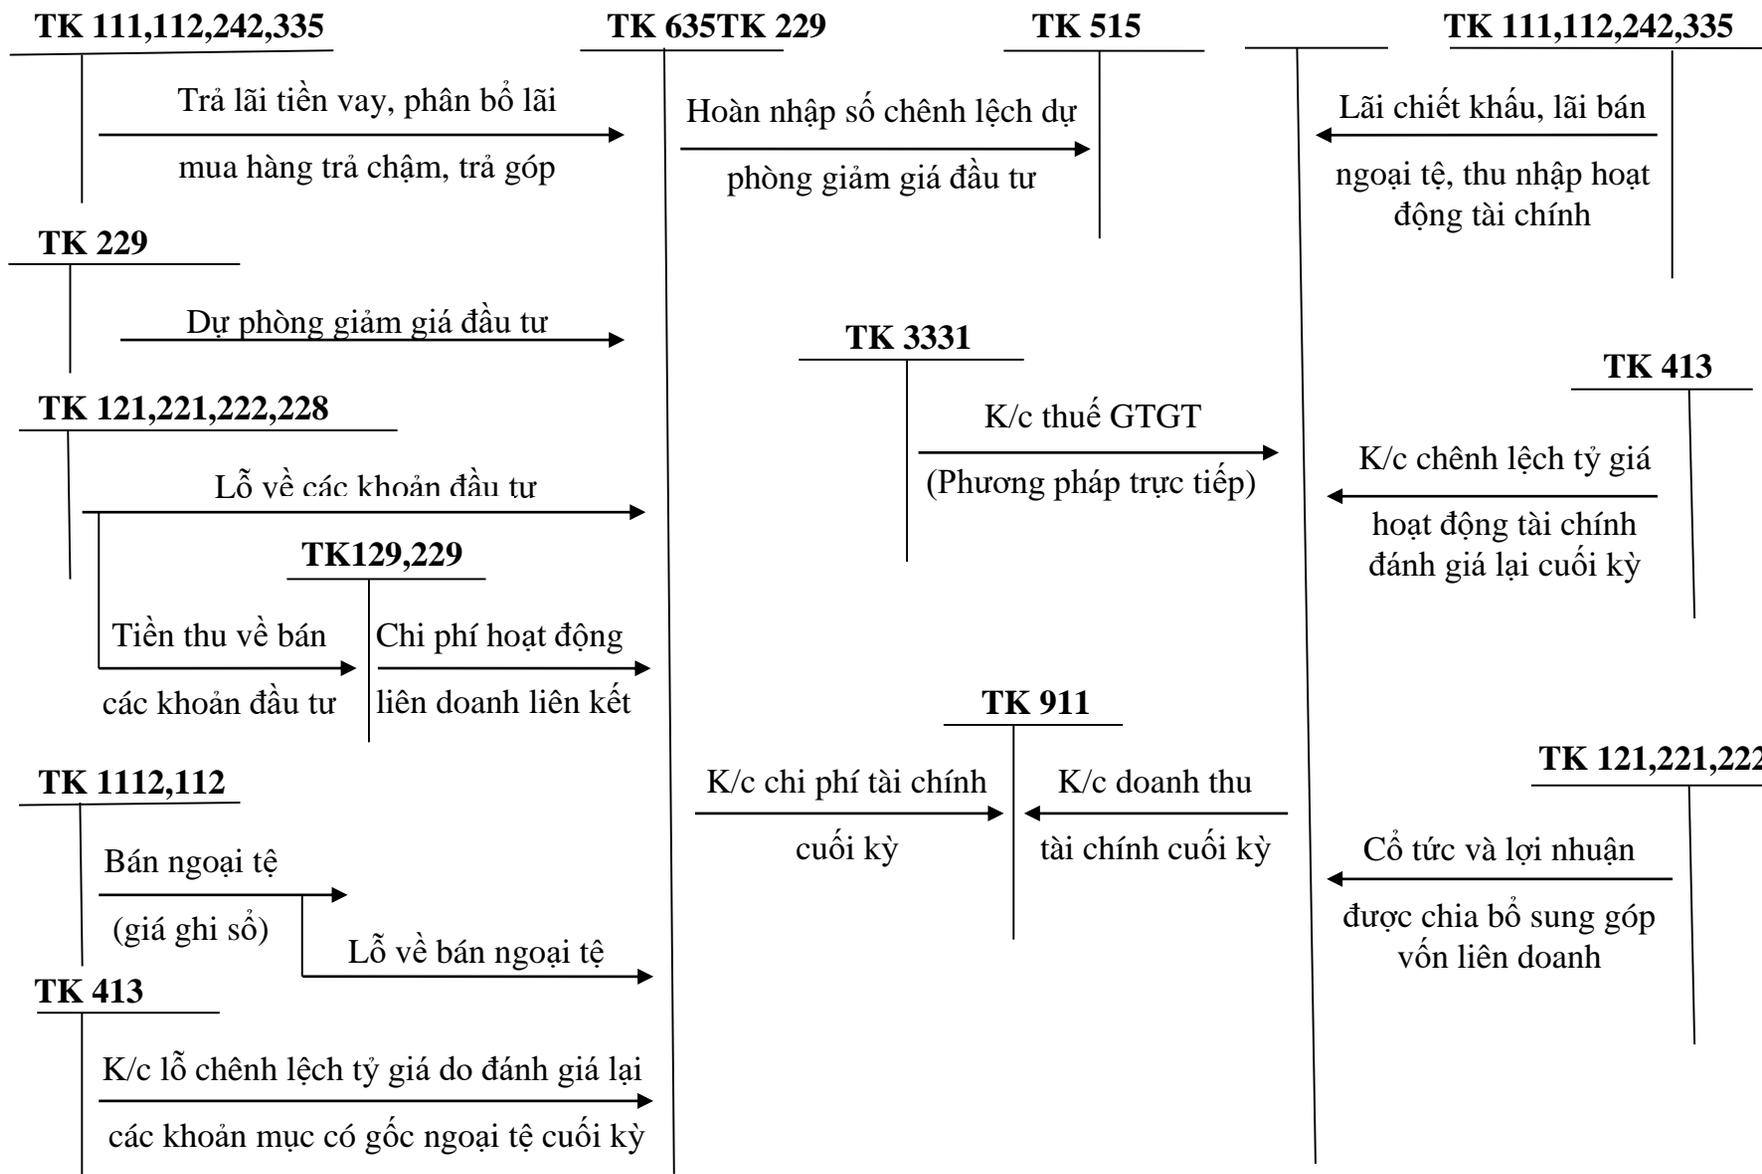 TK 111,112,242,335
TK 635TK 229
TK 515
TK 111,112,242,335
Trả lãi tiền vay, phân bổ lãi
mua hàng trả chậm, trả góp
Hoàn nhập số chênh lệch dự
phòng giảm giá đầu tư
Lãi chiết khấu, lãi bán
ngoại tệ, thu nhập hoạt
động tài chính
TK 229
Dự phòng giảm giá đầu tư
TK 3331
K/c thuế GTGT
(Phương pháp trực tiếp)
TK 413
K/c chênh lệch tỷ giá
hoạt động tài chính
đánh giá lại cuối kỳ
TK 121,221,222,228
Lỗ về các khoản đầu tư
TK129,229
Tiền thu về bán
các khoản đầu tư
Chi phí hoạt động
liên doanh liên kết
TK 911
K/c chi phí tài chính
cuối kỳ
K/c doanh thu
tài chính cuối kỳ
TK 121,221,222
Cổ tức và lợi nhuận
được chia bổ sung góp
vốn liên doanh
TK 1112,112
Bán ngoại tệ
(giá ghi sổ)
Lỗ về bán ngoại tệ
TK 413
K/c lỗ chênh lệch tỷ giá do đánh giá lại
các khoản mục có gốc ngoại tệ cuối kỳ